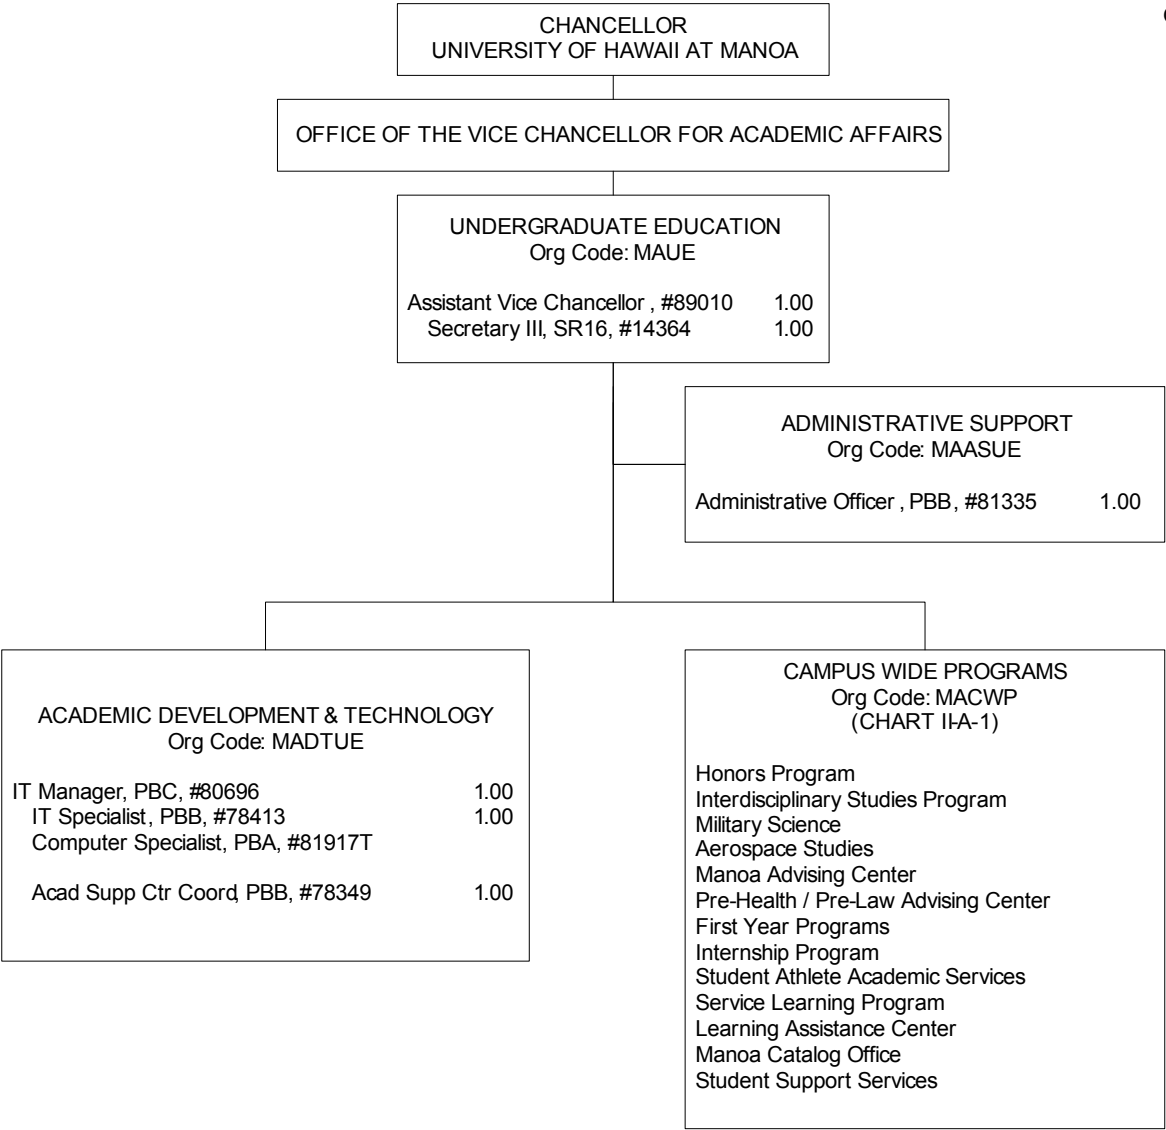 CHANCELLOR
UNIVERSITY OF HAWAII AT MANOA
OFFICE OF THE VICE CHANCELLOR FOR ACADEMIC AFFAIRS
UNDERGRADUATE EDUCATION
Org Code: MAUE
Assistant Vice Chancellor , #89010 1.00
Secretary III, SR16, #14364 1.00
ADMINISTRATIVE SUPPORT
Org Code: MAASUE
Administrative Officer , PBB, #81335 1.00
ACADEMIC DEVELOPMENT & TECHNOLOGY
Org Code: MADTUE
IT Manager, PBC, #80696 1.00
IT Specialist, PBB, #78413 1.00
Computer Specialist, PBA, #81917T
Acad Supp Ctr Coord, PBB, #78349 1.00
CAMPUS WIDE PROGRAMS
Org Code: MACWP
(CHART II-A-1)
Honors Program
Interdisciplinary Studies Program
Military Science
Aerospace Studies
Manoa Advising Center
Pre-Health / Pre-Law Advising Center
First Year Programs
Internship Program
Student Athlete Academic Services
Service Learning Program
Learning Assistance Center
Manoa Catalog Office
Student Support Services